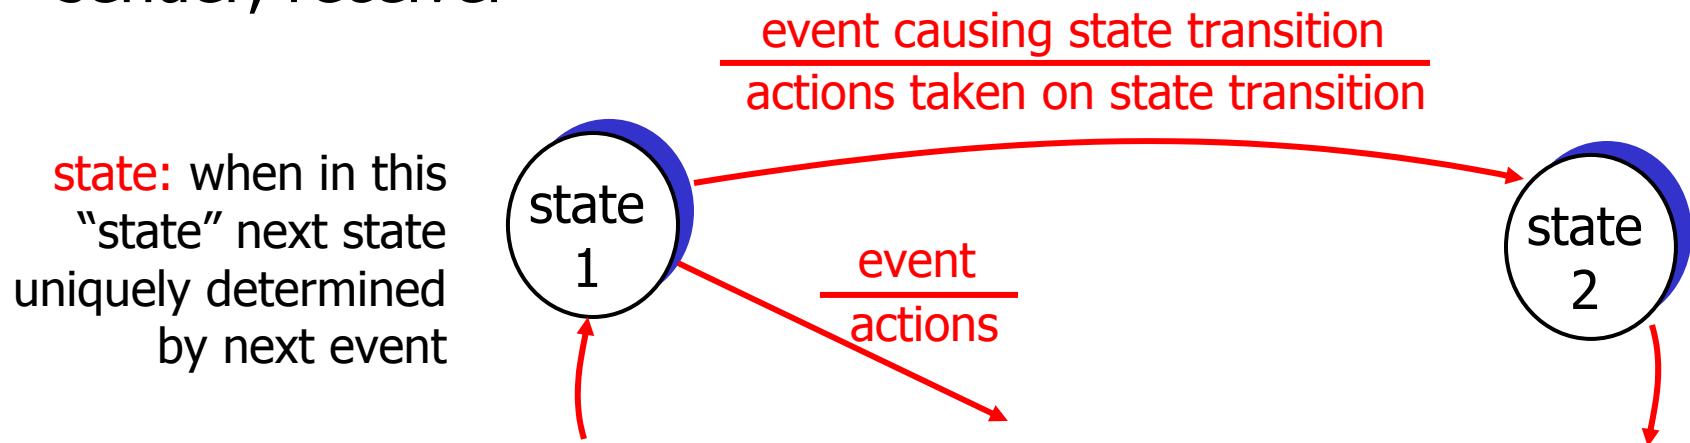 event causing state transition
actions taken on state transition
state: when in this
“state” next state
uniquely determined
by next event
state
1
event
actions
state
2